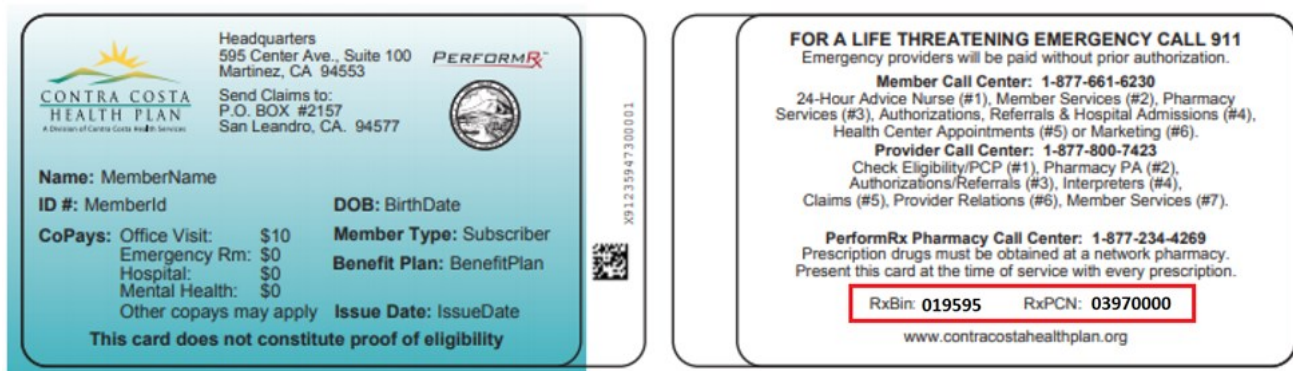 CONTRA COSTA
HEALTH PLAN
A Division of Contra Costa Health Services
Headquarters
595 Center Ave., Suite 100
Martinez, CA 94553
Send Claims to:
P.O. BOX #2157
San Leandro, CA. 94577
PERFORMRx
Name: MemberName
ID #: MemberId
DOB: BirthDate
CoPays: Office Visit: $10
Emergency Rm: $0
Hospital: $0
Mental Health: $0
Other copays may apply
Member Type: Subscriber
Benefit Plan: BenefitPlan
Issue Date: IssueDate
This card does not constitute proof of eligibility
X91235947300001
FOR A LIFE THREATENING EMERGENCY CALL 911
Emergency providers will be paid without prior authorization.
Member Call Center: 1-877-661-6230
24-Hour Advice Nurse (#1), Member Services (#2), Pharmacy
Services (#3), Authorizations, Referrals & Hospital Admissions (#4),
Health Center Appointments (#5) or Marketing (#6).
Provider Call Center: 1-877-800-7423
Check Eligibility/PCP (#1), Pharmacy PA (#2),
Authorizations/Referrals (#3), Interpreters (#4),
Claims (#5), Provider Relations (#6), Member Services (#7).
PerformRx Pharmacy Call Center: 1-877-234-4269
Prescription drugs must be obtained at a network pharmacy.
Present this card at the time of service with every prescription.
RxBin: 019595 RxPCN: 03970000
www.contracostahealthplan.org